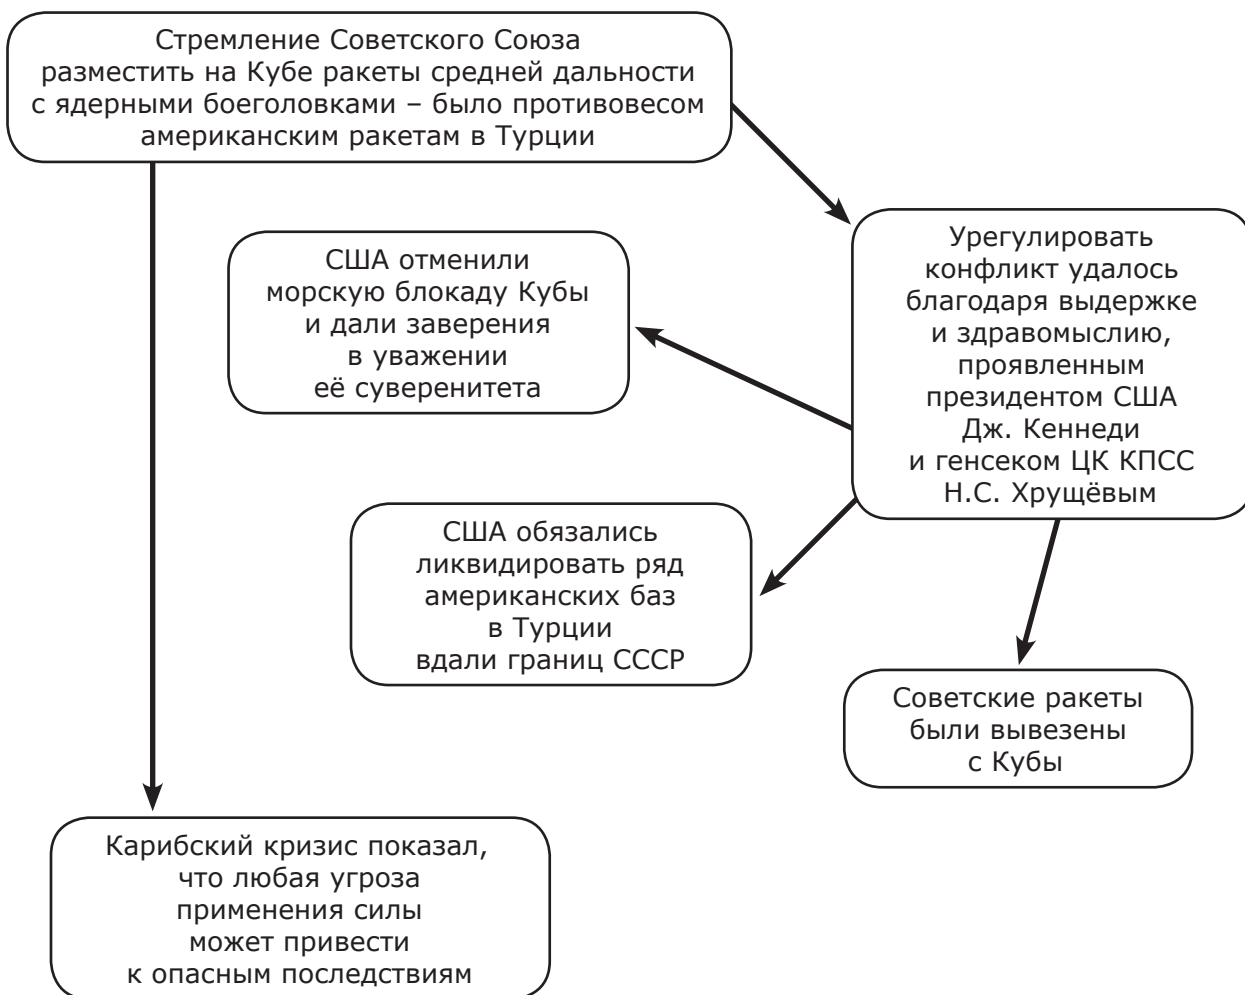 Стремление Советского Союза
разместить на Кубе ракеты средней дальности
с ядерными боеголовками – было противовесом
американским ракетам в Турции
Урегулировать
конфликт удалось
благодаря выдержке
и здравомыслию,
проявленным
президентом США
Дж. Кеннеди
и генсеком ЦК КПСС
Н.С. Хрущёвым
США отменили
морскую блокаду Кубы
и дали заверения
в уважении
её суверенитета
США обязались
ликвидировать ряд
американских баз
в Турции
вдали границ СССР
Советские ракеты
были вывезены
с Кубы
Карибский кризис показал,
что любая угроза
применения силы
может привести
к опасным последствиям